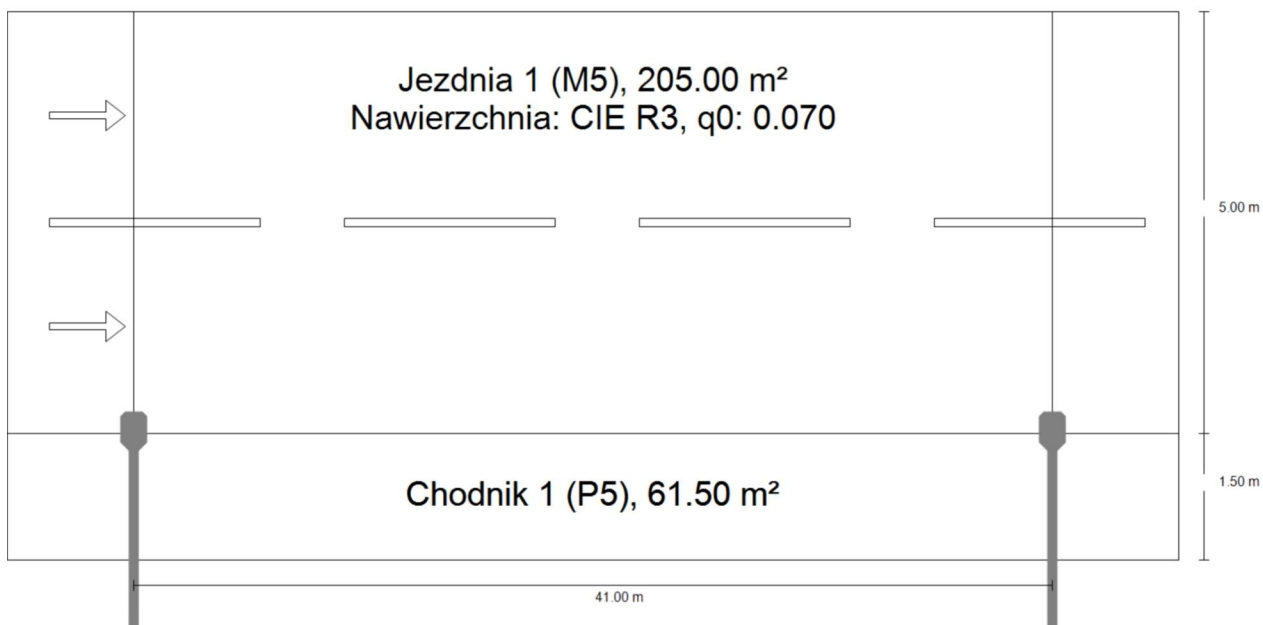 Jezdnia 1 (M5), 205.00 m²
Nawierzchnia: CIE R3, q0: 0.070
5.00 m
Chodnik 1 (P5), 61.50 m²
1.50 m
41.00 m